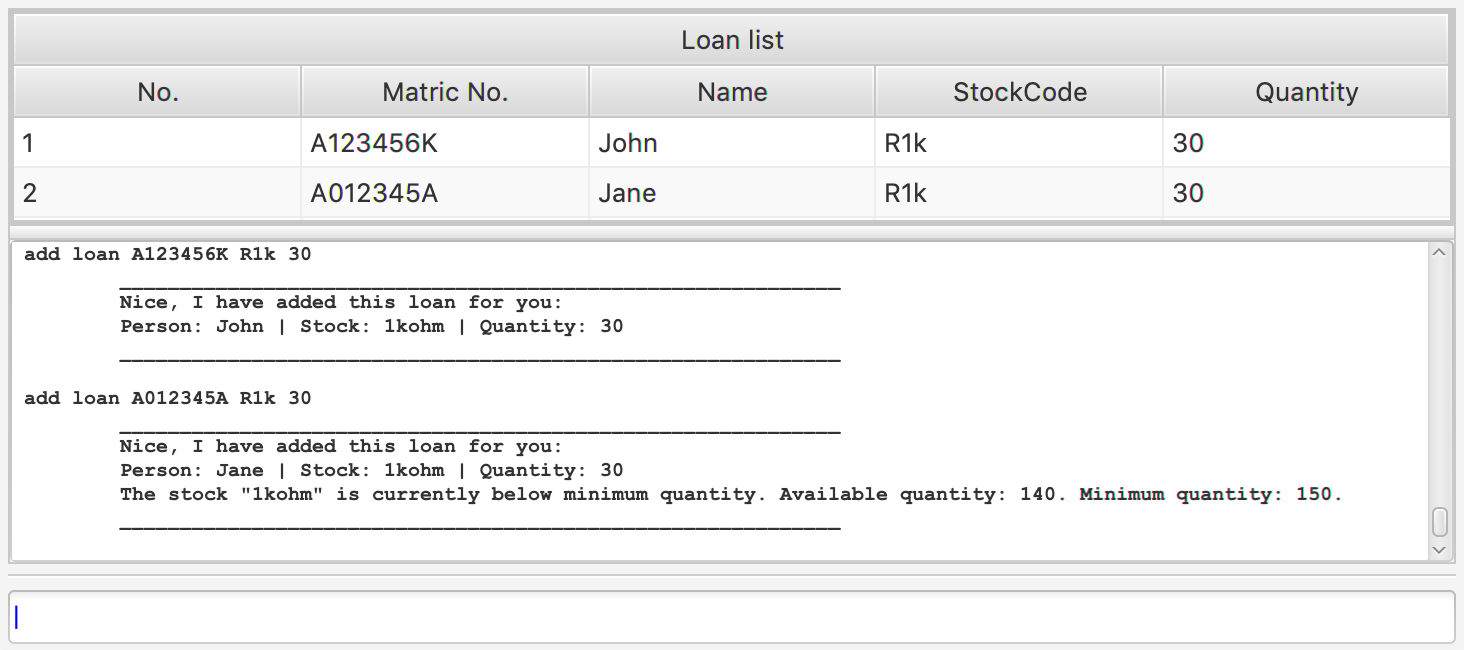 Loan list
No. Matric No. Name StockCode Quantity
1 A123456K John R1k 30
2 A012345A Jane R1k 30
add loan A123456K R1k 30
____________________________________________________________
Nice, I have added this loan for you:
Person: John | Stock: 1kohm | Quantity: 30
____________________________________________________________
add loan A012345A R1k 30
____________________________________________________________
Nice, I have added this loan for you:
Person: Jane | Stock: 1kohm | Quantity: 30
The stock "1kohm" is currently below minimum quantity. Available quantity: 140. Minimum quantity: 150.
____________________________________________________________